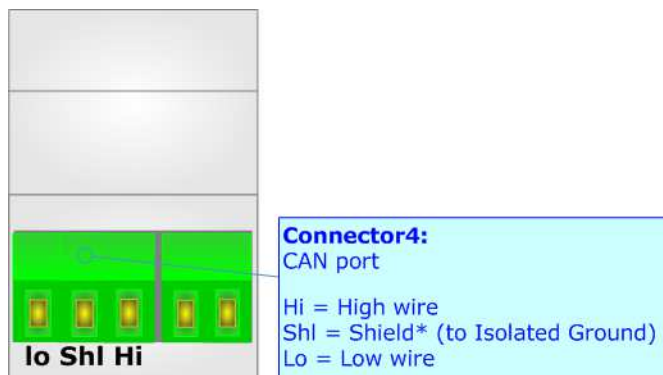 Connector4:
CAN port
Hi = High wire
Shl = Shield* (to Isolated Ground)
Lo = Low wire
lo Shl Hi